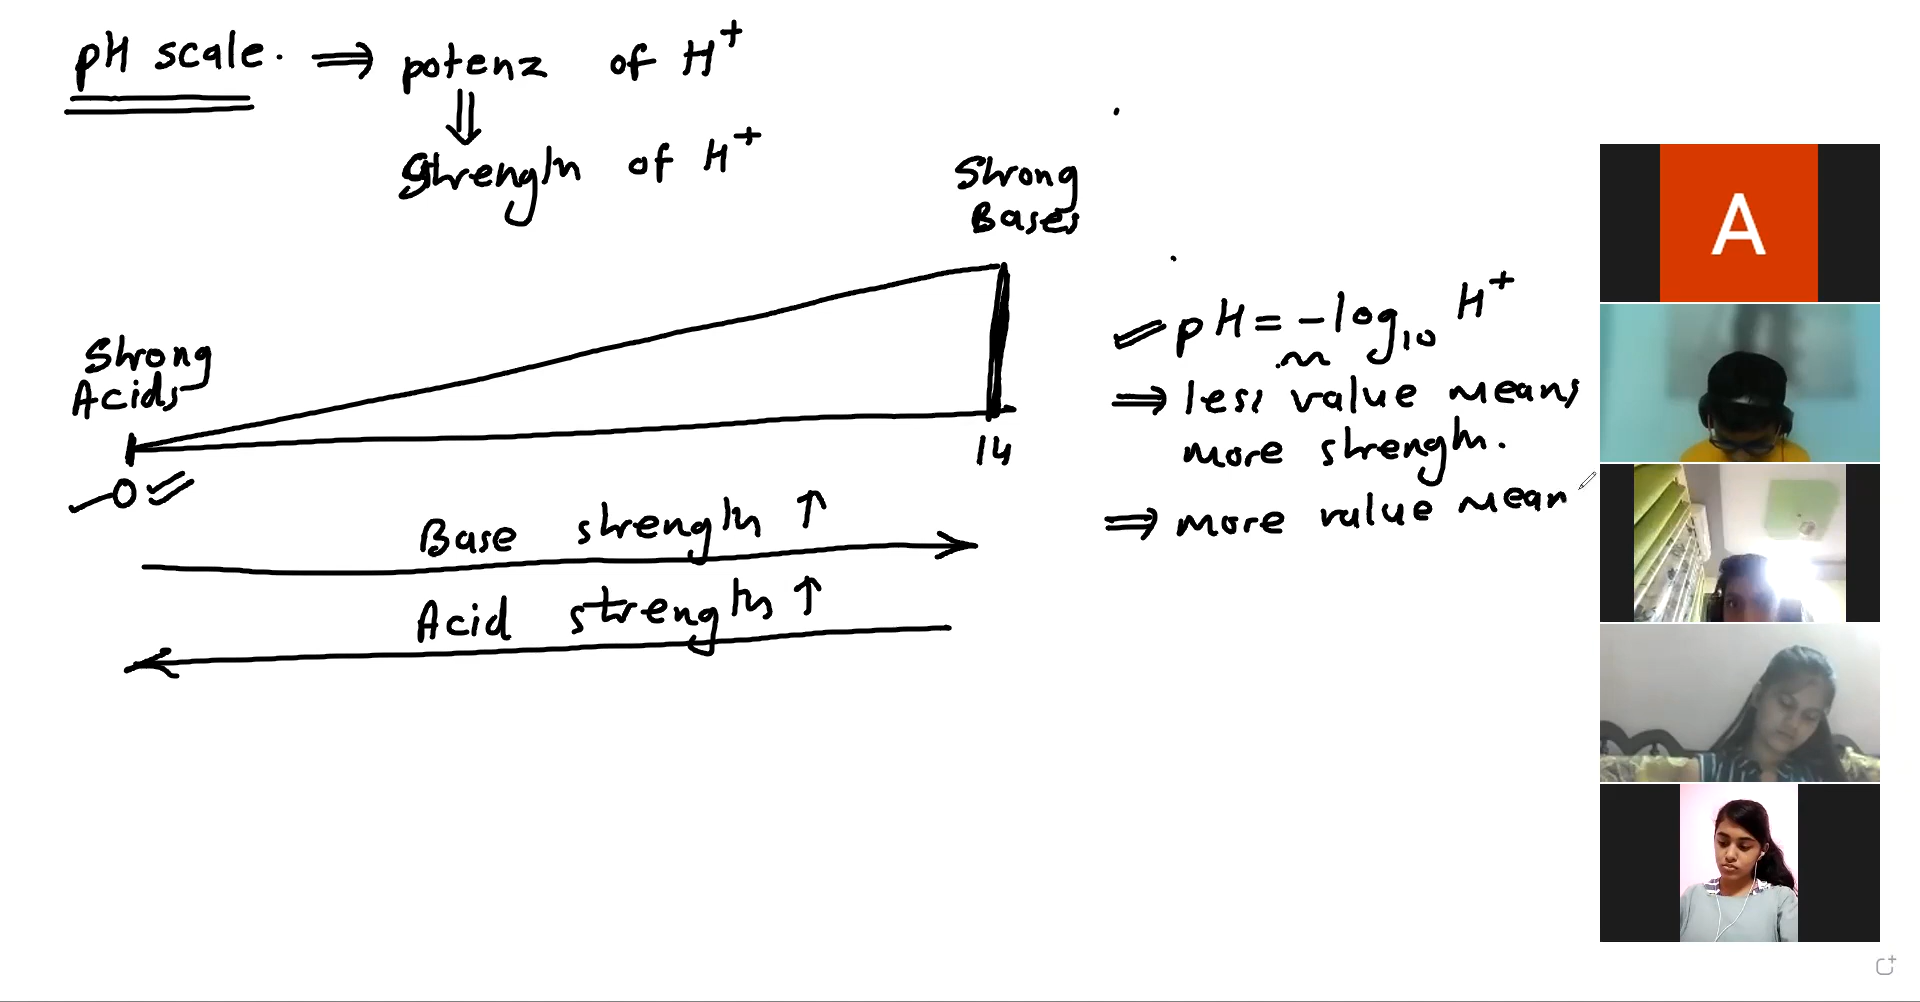 pH scale. ⇒ potenz of H⁺
⇓
Strength of H⁺
Strong
Bases
Strong
Acids
0
14
Base strength ↑
Acid strength ↑
pH = -log₁₀ H⁺
⇒ less value means
more strength.
⇒ more value mean
A